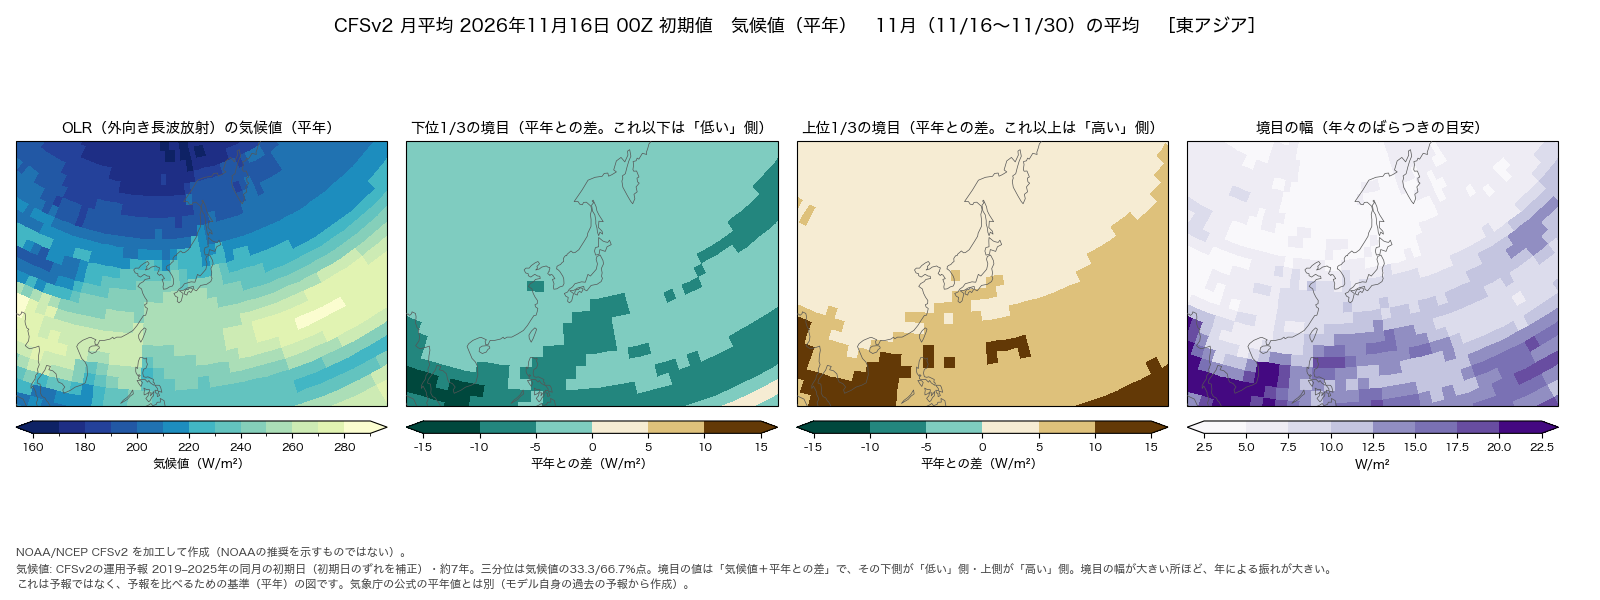 CFSv2 月平均 2026年11月16日 00Z 初期値　気候値（平年）　11月（11/16～11/30）の平均　［東アジア］
OLR（外向き長波放射）の気候値（平年）
下位1/3の境目（平年との差。これ以下は「低い」側）
上位1/3の境目（平年との差。これ以上は「高い」側）
境目の幅（年々のばらつきの目安）
160 180 200 220 240 260 280
-15 -10 -5 0 5 10 15
-15 -10 -5 0 5 10 15
2.5 5.0 7.5 10.0 12.5 15.0 17.5 20.0 22.5
気候値（W/m²）
平年との差（W/m²）
平年との差（W/m²）
W/m²
NOAA/NCEP CFSv2 を加工して作成（NOAAの推奨を示すものではない）。
気候値: CFSv2の運用予報 2019–2025年の同月の初期日（初期日のずれを補正）・約7年。三分位は気候値の33.3/66.7%点。境目の値は「気候値＋平年との差」で、その下側が「低い」側・上側が「高い」側。境目の幅が大きい所ほど、年による振れが大きい。
これは予報ではなく、予報を比べるための基準（平年）の図です。気象庁の公式の平年値とは別（モデル自身の過去の予報から作成）。